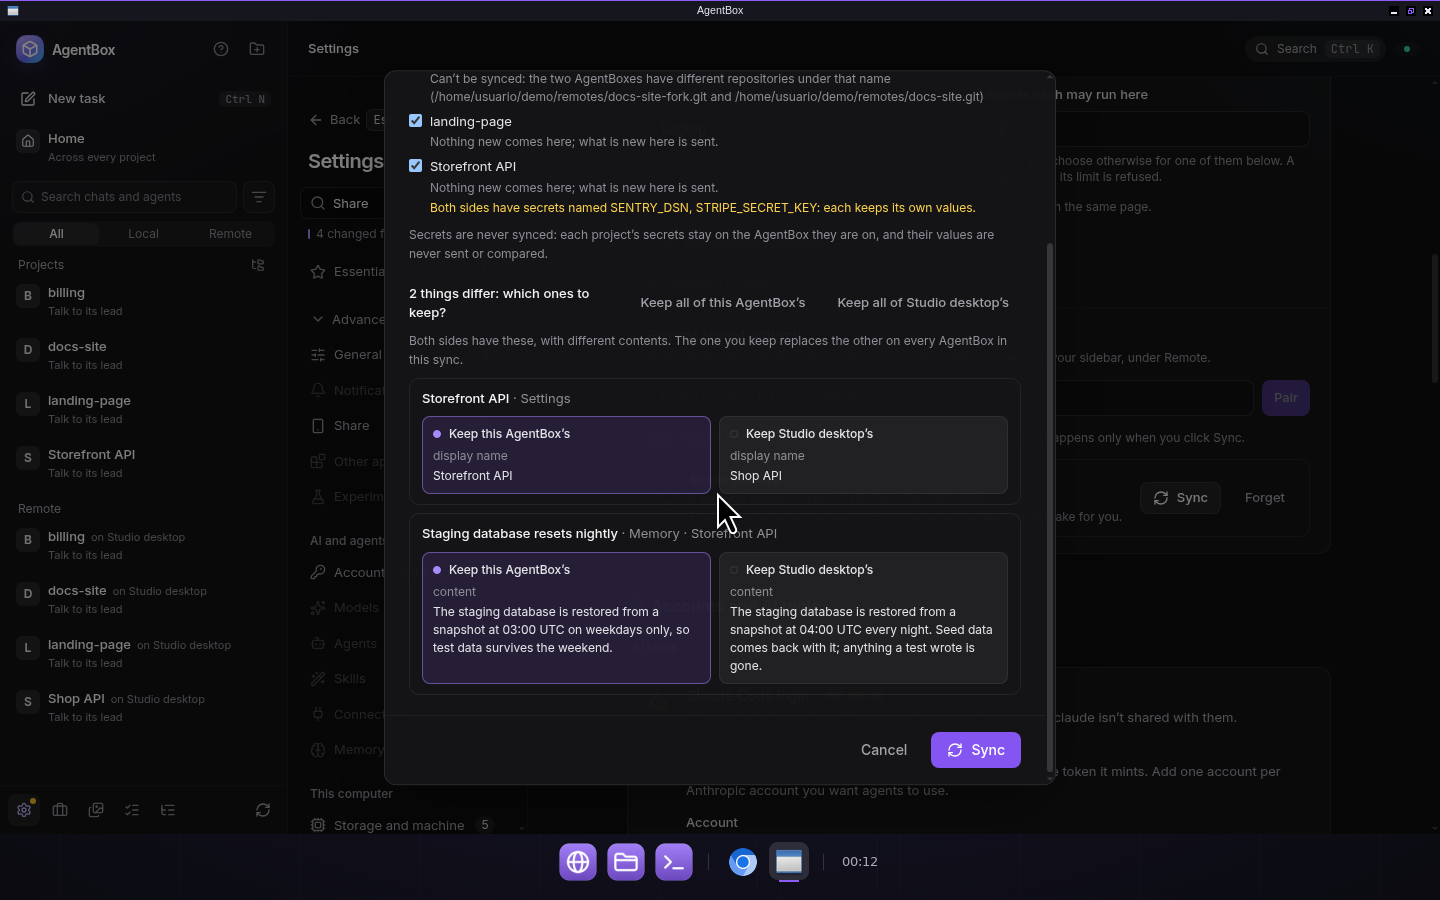 AgentBox
AgentBox
Settings
Search Ctrl K
New task Ctrl N
Home
Across every project
Search chats and agents
All Local Remote
Projects
B billing
Talk to its lead
D docs-site
Talk to its lead
L landing-page
Talk to its lead
S Storefront API
Talk to its lead
Remote
B billing on Studio desktop
Talk to its lead
D docs-site on Studio desktop
Talk to its lead
L landing-page on Studio desktop
Talk to its lead
S Shop API on Studio desktop
Talk to its lead
Back
Settings
Share
4 changed
General
Share
AI and agents
Models
Agents
Skills
Memory
This computer
Storage and machine 5
Can’t be synced: the two AgentBoxes have different repositories under that name
(/home/usuario/demo/remotes/docs-site-fork.git and /home/usuario/demo/remotes/docs-site.git)
landing-page
Nothing new comes here; what is new here is sent.
Storefront API
Nothing new comes here; what is new here is sent.
Both sides have secrets named SENTRY_DSN, STRIPE_SECRET_KEY: each keeps its own values.
Secrets are never synced: each project’s secrets stay on the AgentBox they are on, and their values are
never sent or compared.
2 things differ: which ones to
keep?
Keep all of this AgentBox’s Keep all of Studio desktop’s
Both sides have these, with different contents. The one you keep replaces the other on every AgentBox in
this sync.
Storefront API · Settings
Keep this AgentBox’s
display name
Storefront API
Keep Studio desktop’s
display name
Shop API
Staging database resets nightly · Memory · Storefront API
Keep this AgentBox’s
content
The staging database is restored from a
snapshot at 03:00 UTC on weekdays only, so
test data survives the weekend.
Keep Studio desktop’s
content
The staging database is restored from a
snapshot at 04:00 UTC every night. Seed data
comes back with it; anything a test wrote is
gone.
Cancel Sync
may run here
choose otherwise for one of them below. A
its limit is refused.
the same page.
your sidebar, under Remote.
Pair
happens only when you click Sync.
Sync Forget
for you.
claude isn’t shared with them.
token it mints. Add one account per
Anthropic account you want agents to use.
Account
00:12